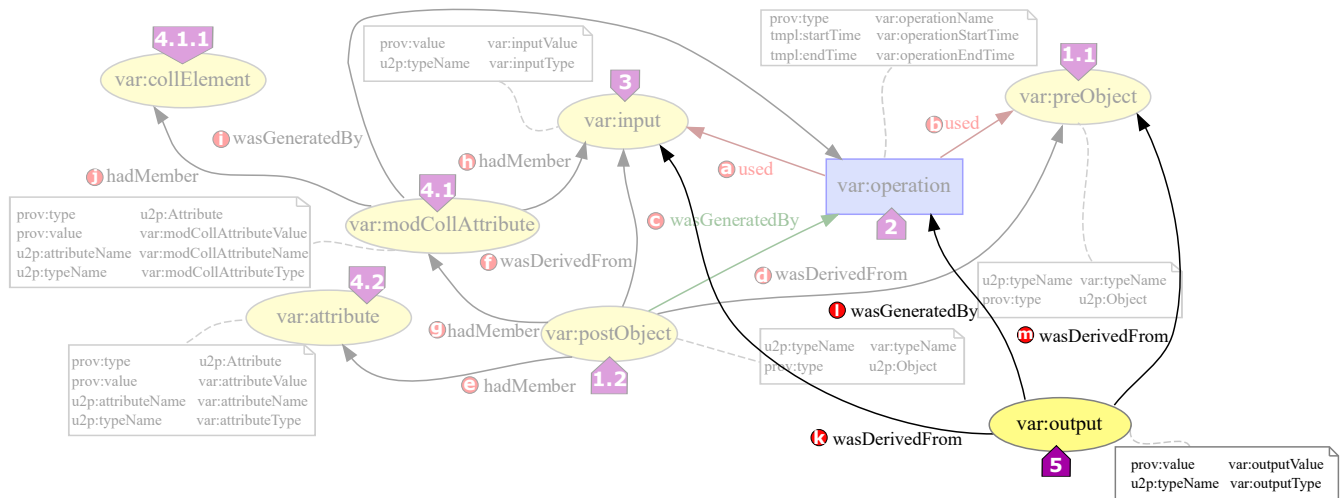 4.1.1
var:collElement
prov:value var:inputValue
u2p:typeName var:inputType
3
var:input
prov:type var:operationName
tmpl:startTime var:operationStartTime
tmpl:endTime var:operationEndTime
1.1
var:preObject
i wasGeneratedBy
h hadMember
b used
a used
j hadMember
4.1
var:modCollAttribute
var:operation
2
c wasGeneratedBy
prov:type u2p:Attribute
prov:value var:modCollAttributeValue
u2p:attributeName var:modCollAttributeName
u2p:typeName var:modCollAttributeType
f wasDerivedFrom
d wasDerivedFrom
u2p:typeName var:typeName
prov:type u2p:Object
4.2
var:attribute
g hadMember
var:postObject
l wasGeneratedBy
m wasDerivedFrom
prov:type u2p:Attribute
prov:value var:attributeValue
u2p:attributeName var:attributeName
u2p:typeName var:attributeType
e hadMember
1.2
u2p:typeName var:typeName
prov:type u2p:Object
k wasDerivedFrom
var:output
5
prov:value var:outputValue
u2p:typeName var:outputType